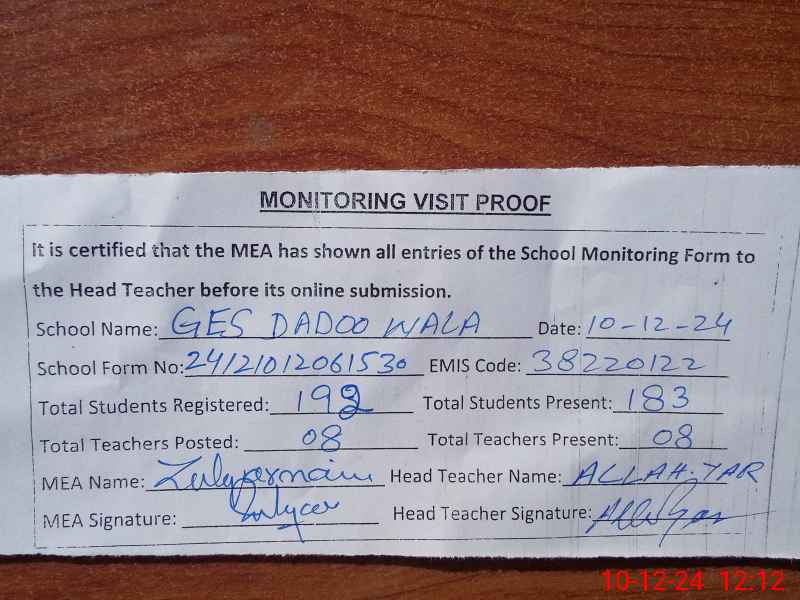 MONITORING VISIT PROOF
It is certified that the MEA has shown all entries of the School Monitoring Form to
the Head Teacher before its online submission.
School Name: GES DADOO WALA Date: 10-12-24
School Form No: 24121012061530 EMIS Code: 38220122
Total Students Registered: 192 Total Students Present: 183
Total Teachers Posted: 08 Total Teachers Present: 08
MEA Name: Head Teacher Name: ALLAH.YAR
MEA Signature: Head Teacher Signature:
10-12-24 12:12